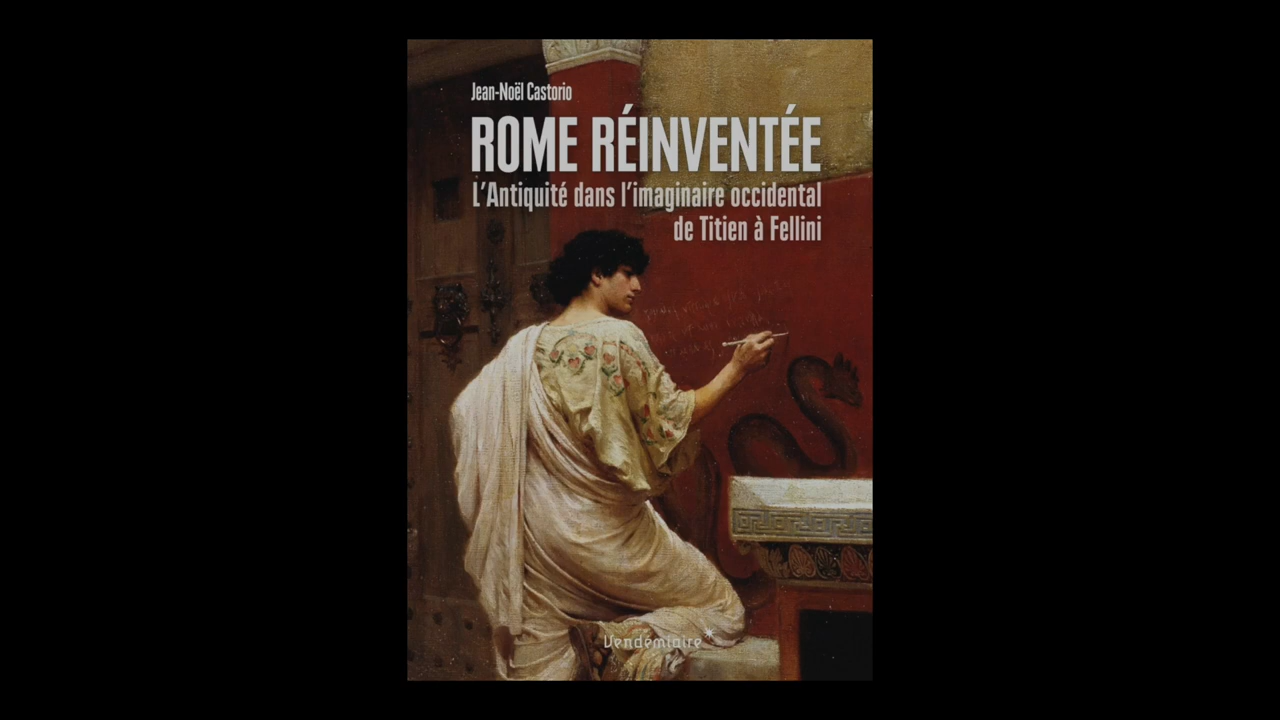 Jean-Noël Castorio
ROME RÉINVENTÉE
L'Antiquité dans l'imaginaire occidental
de Titien à Fellini
Vendémiaire